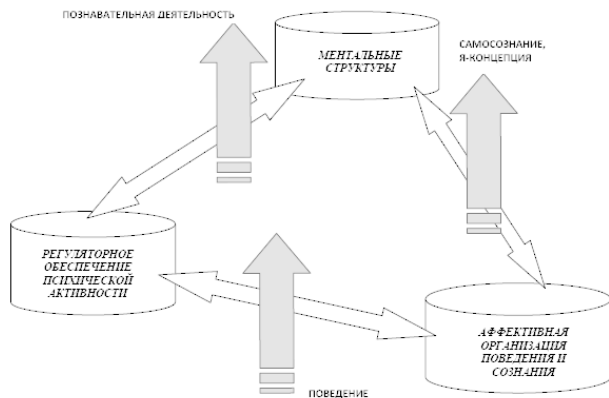 ПОЗНАВАТЕЛЬНАЯ ДЕЯТЕЛЬНОСТЬ
МЕНТАЛЬНЫЕ
СТРУКТУРЫ
САМОСОЗНАНИЕ,
Я-КОНЦЕПЦИЯ
РЕГУЛЯТОРНОЕ
ОБЕСПЕЧЕНИЕ
ПСИХИЧЕСКОЙ
АКТИВНОСТИ
АФФЕКТИВНАЯ
ОРГАНИЗАЦИЯ
ПОВЕДЕНИЯ И
СОЗНАНИЯ
ПОВЕДЕНИЕ